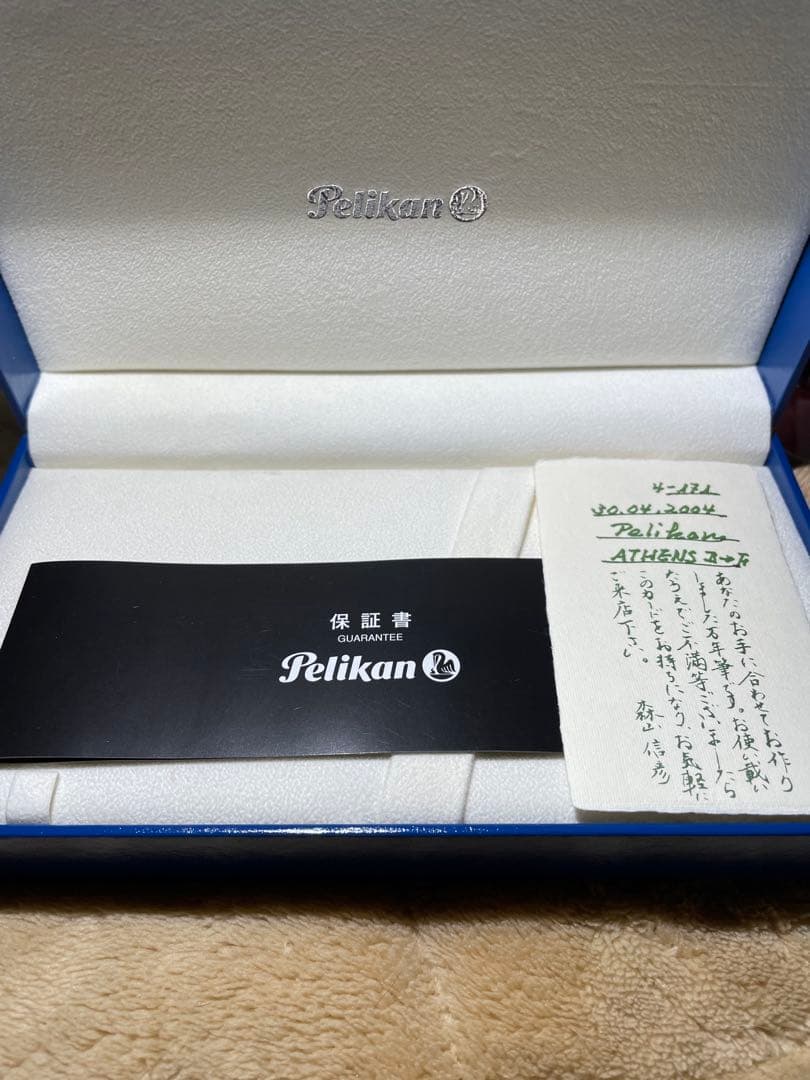 Pelikan
保証書
GUARANTEE
Pelikan
4-171
30.04.2004
Pelikan
ATHENS B→F
あなたのお手に合わせてお作り
しました万年筆です。お使い戴い
たうえでご不満等ございましたら
このカードをお持ちになり、お気軽に
ご来店下さい。
森山信彦